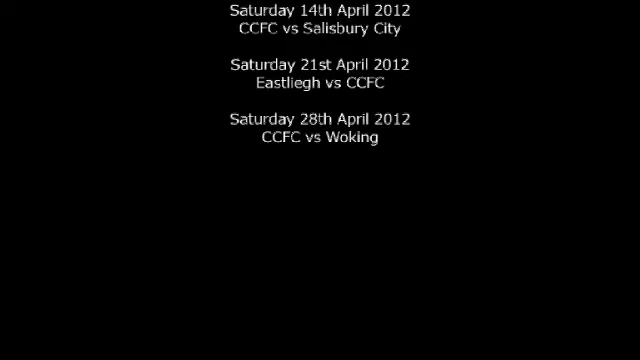 Saturday 14th April 2012
CCFC vs Salisbury City
Saturday 21st April 2012
Eastliegh vs CCFC
Saturday 28th April 2012
CCFC vs Woking